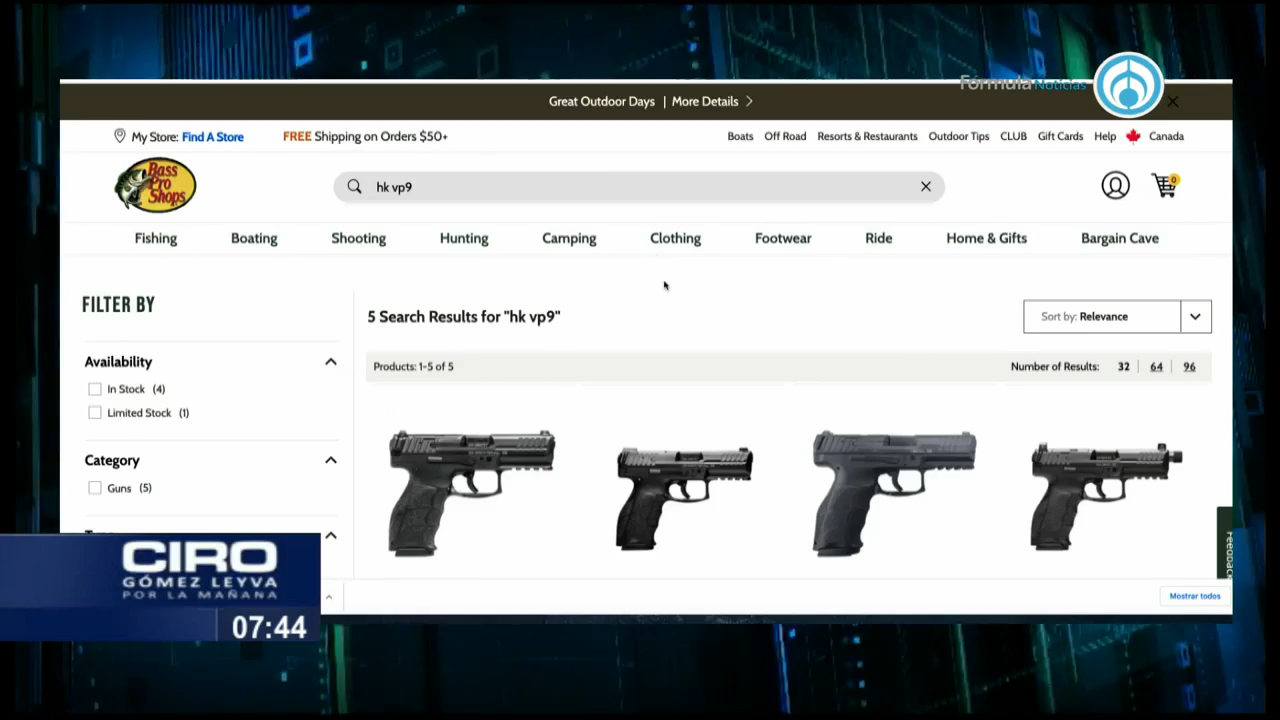 Fórmula Noticias
Great Outdoor Days | More Details
My Store: Find A Store FREE Shipping on Orders $50+ Boats Off Road Resorts & Restaurants Outdoor Tips CLUB Gift Cards Help Canada
Bass
Pro
Shops
hk vp9
0
Fishing Boating Shooting Hunting Camping Clothing Footwear Ride Home & Gifts Bargain Cave
FILTER BY
5 Search Results for "hk vp9"
Sort by: Relevance
Availability
Products: 1-5 of 5
Number of Results: 32 | 64 | 96
In Stock (4)
Limited Stock (1)
Category
Guns (5)
Feedback
Mostrar todos
CIRO
GÓMEZ LEYVA
POR LA MAÑANA
07:44